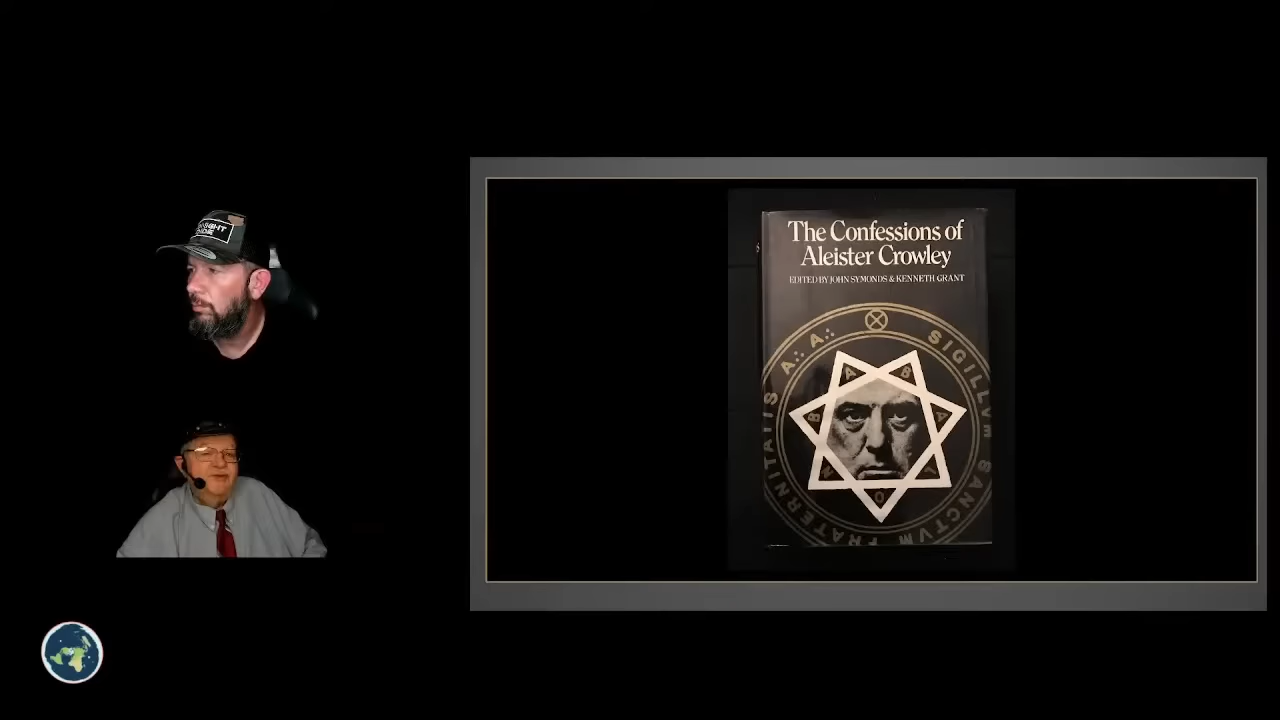 The Confessions of
Aleister Crowley
EDITED BY JOHN SYMONDS & KENNETH GRANT
A∴ A∴ SIGILLVM SANCTVM FRATERNITATIS
B A B A L O N